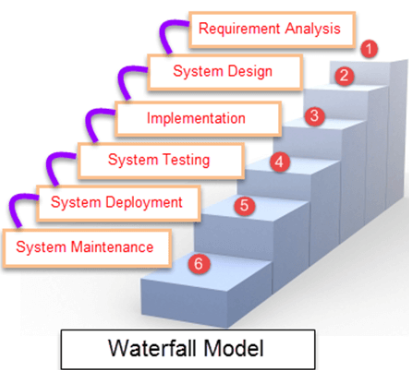 Requirement Analysis
1
System Design
2
Implementation
3
System Testing
4
System Deployment
5
System Maintenance
6
Waterfall Model